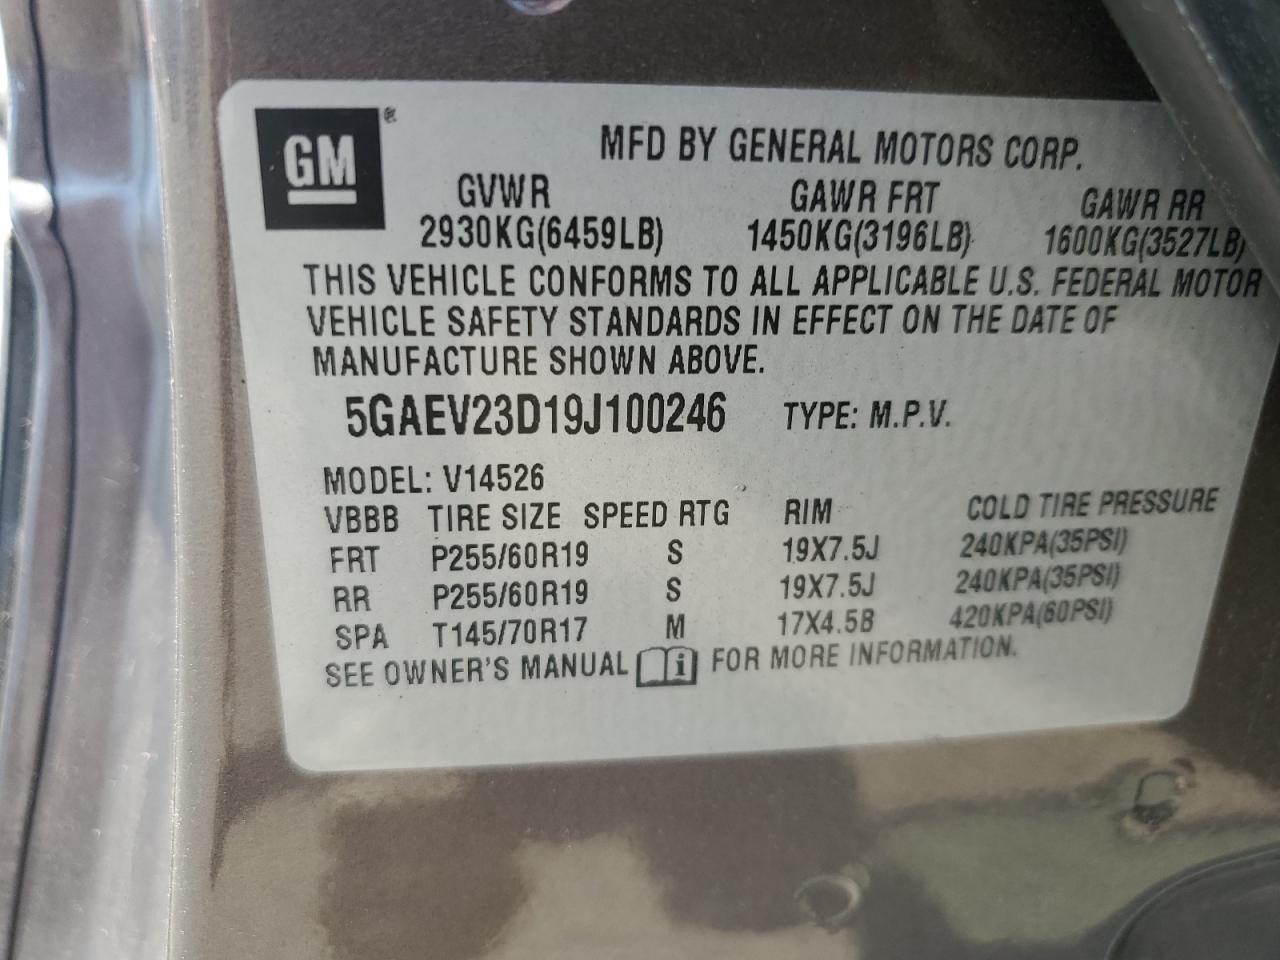 GM®
MFD BY GENERAL MOTORS CORP.
GVWR GAWR FRT GAWR RR
2930KG(6459LB) 1450KG(3196LB) 1600KG(3527LB)
THIS VEHICLE CONFORMS TO ALL APPLICABLE U.S. FEDERAL MOTOR
VEHICLE SAFETY STANDARDS IN EFFECT ON THE DATE OF
MANUFACTURE SHOWN ABOVE.
5GAEV23D19J100246 TYPE: M.P.V.
MODEL: V14526
VBBB TIRE SIZE SPEED RTG RIM COLD TIRE PRESSURE
FRT P255/60R19 S 19X7.5J 240KPA(35PSI)
RR P255/60R19 S 19X7.5J 240KPA(35PSI)
SPA T145/70R17 M 17X4.5B 420KPA(60PSI)
SEE OWNER'S MANUAL i FOR MORE INFORMATION.